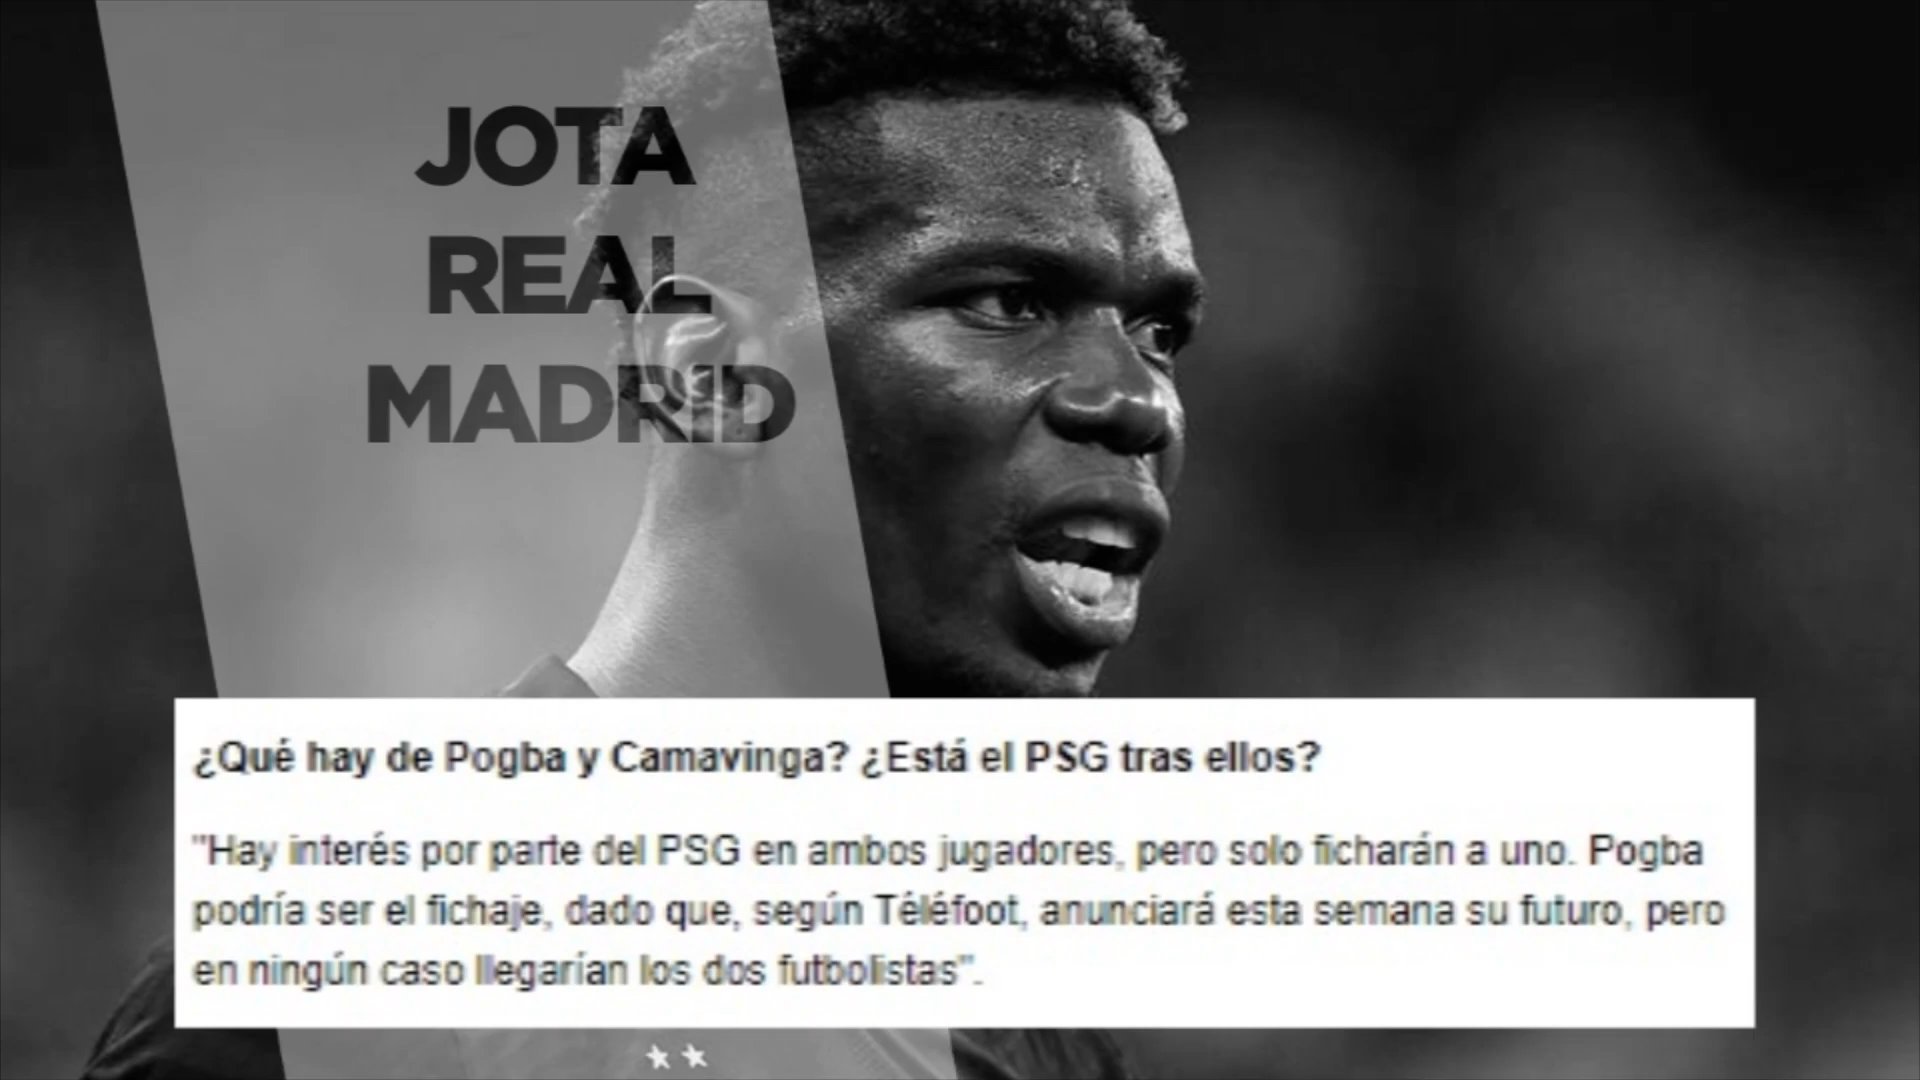 JOTA
REAL
MADRID
¿Qué hay de Pogba y Camavinga? ¿Está el PSG tras ellos?
"Hay interés por parte del PSG en ambos jugadores, pero solo ficharán a uno. Pogba
podría ser el fichaje, dado que, según Téléfoot, anunciará esta semana su futuro, pero
en ningún caso llegarían los dos futbolistas".